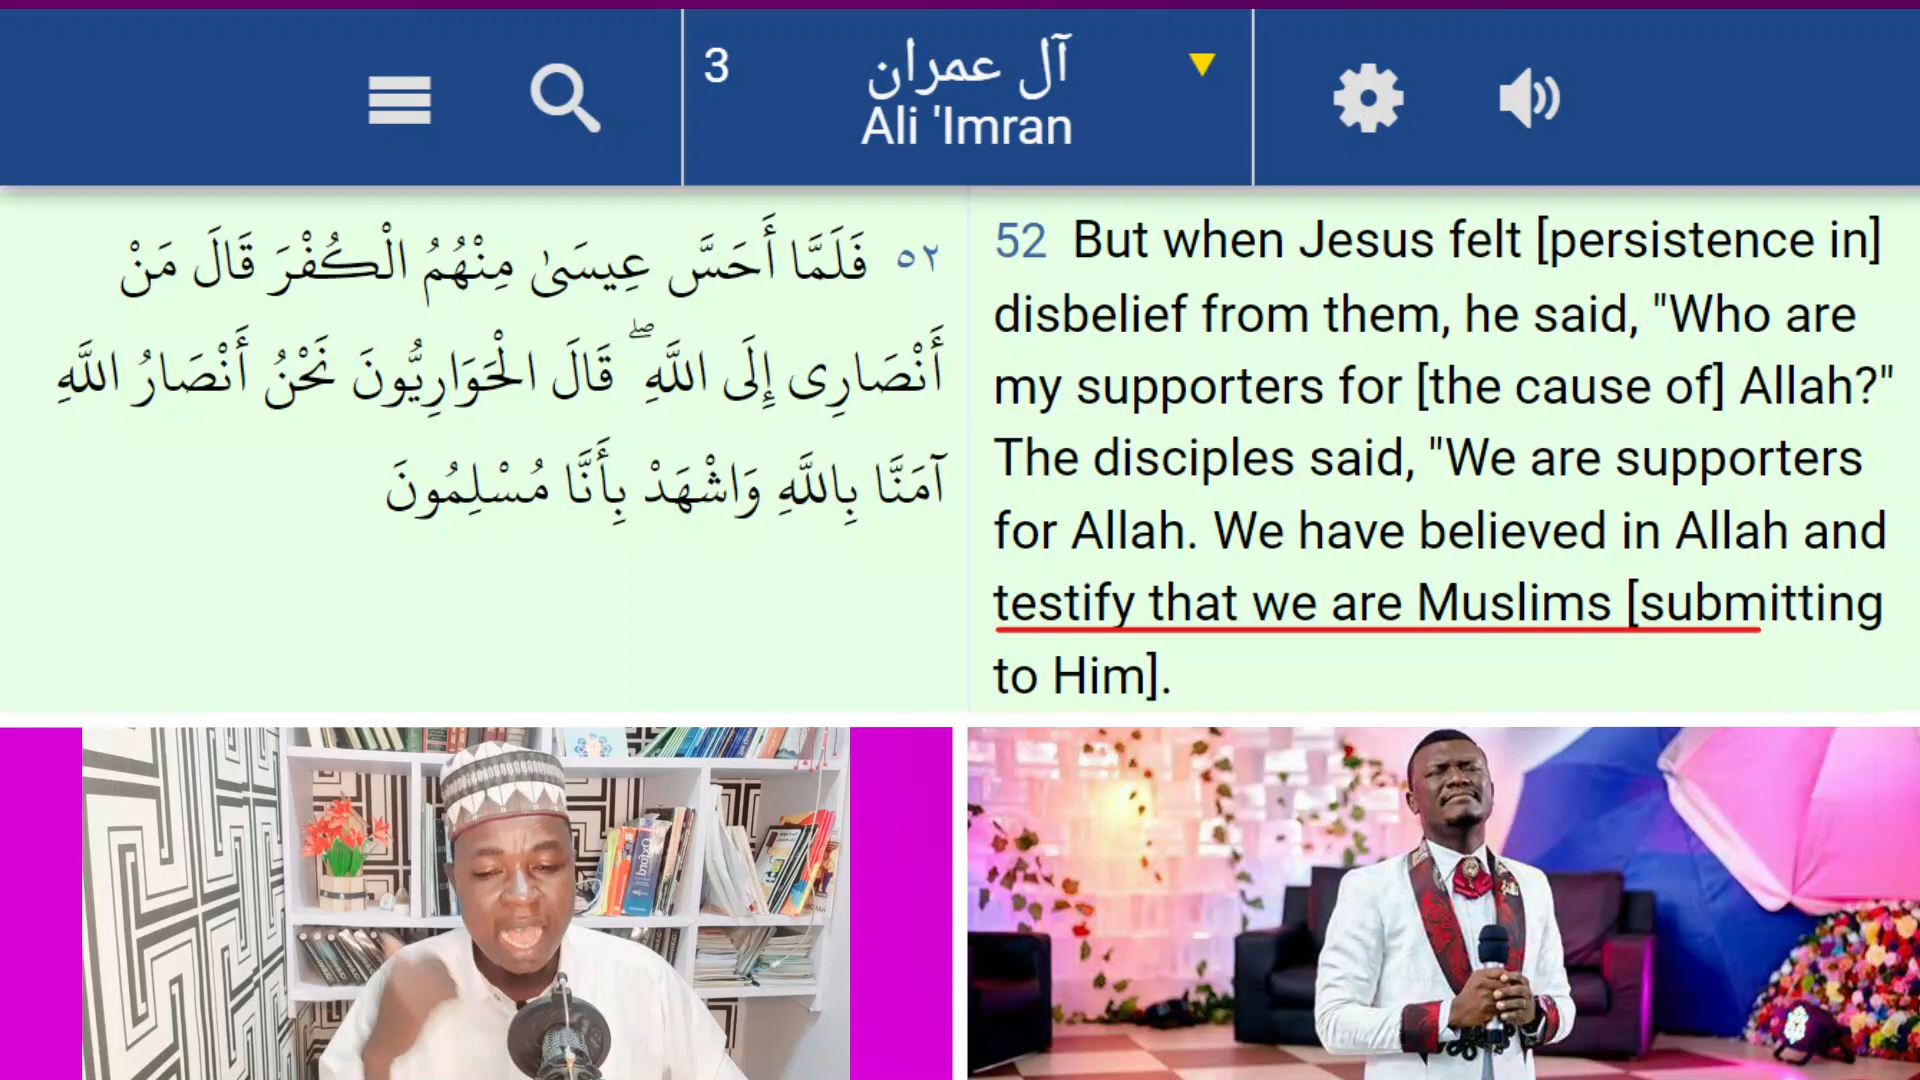 3
آل عمران
Ali 'Imran
٥٢ فَلَمَّا أَحَسَّ عِيسَىٰ مِنْهُمُ الْكُفْرَ قَالَ مَنْ
أَنْصَارِى إِلَى اللَّهِ ۖ قَالَ الْحَوَارِيُّونَ نَحْنُ أَنْصَارُ اللَّهِ
آمَنَّا بِاللَّهِ وَاشْهَدْ بِأَنَّا مُسْلِمُونَ
52 But when Jesus felt [persistence in]
disbelief from them, he said, "Who are
my supporters for [the cause of] Allah?"
The disciples said, "We are supporters
for Allah. We have believed in Allah and
testify that we are Muslims [submitting
to Him].
Oxford